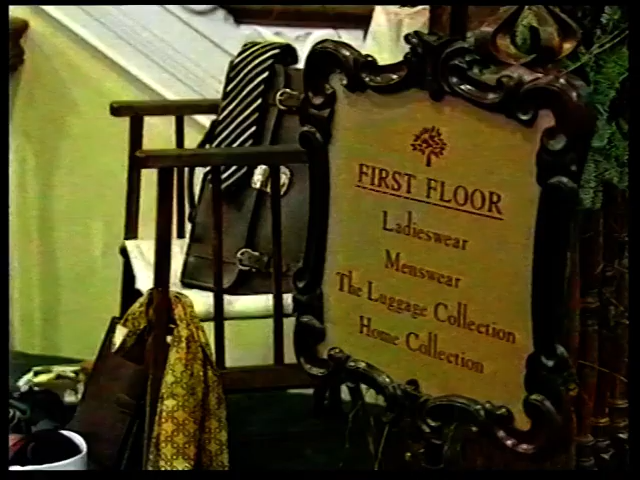 FIRST FLOOR
Ladieswear
Menswear
The Luggage Collection
Home Collection